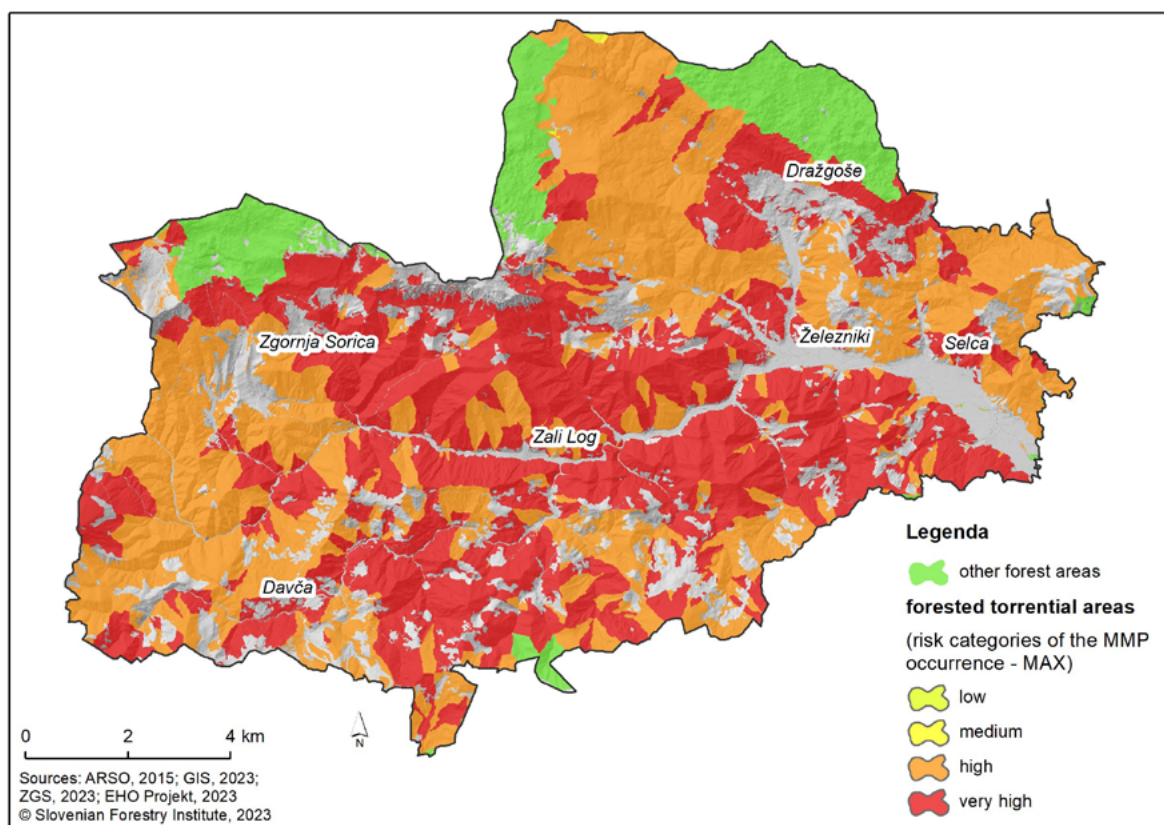 Dražgoše
Zgornja Sorica
Železniki
Selca
Zali Log
Davča
Legenda
other forest areas
forested torrential areas
(risk categories of the MMP
occurrence - MAX)
low
medium
high
very high
0 2 4 km
N
Sources: ARSO, 2015; GIS, 2023;
ZGS, 2023; EHO Projekt, 2023
© Slovenian Forestry Institute, 2023